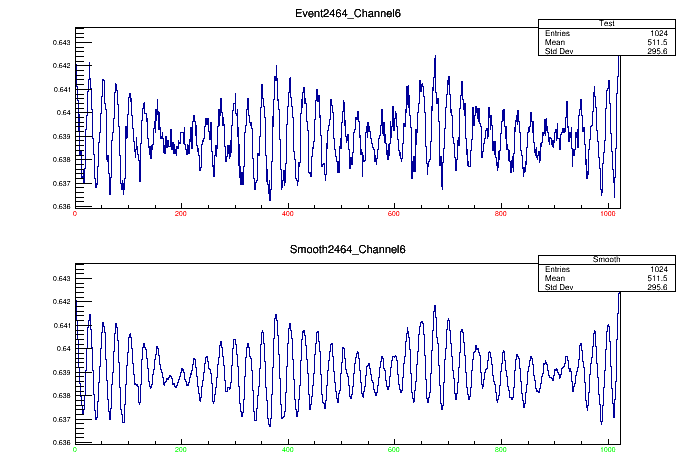 Event2464_Channel6
Test
Entries 1024
Mean 511.5
Std Dev 295.6
0.643
0.642
0.641
0.64
0.639
0.638
0.637
0.636
0 200 400 600 800 1000
Smooth2464_Channel6
Smooth
Entries 1024
Mean 511.5
Std Dev 295.6
0.643
0.642
0.641
0.64
0.639
0.638
0.637
0.636
0 200 400 600 800 1000